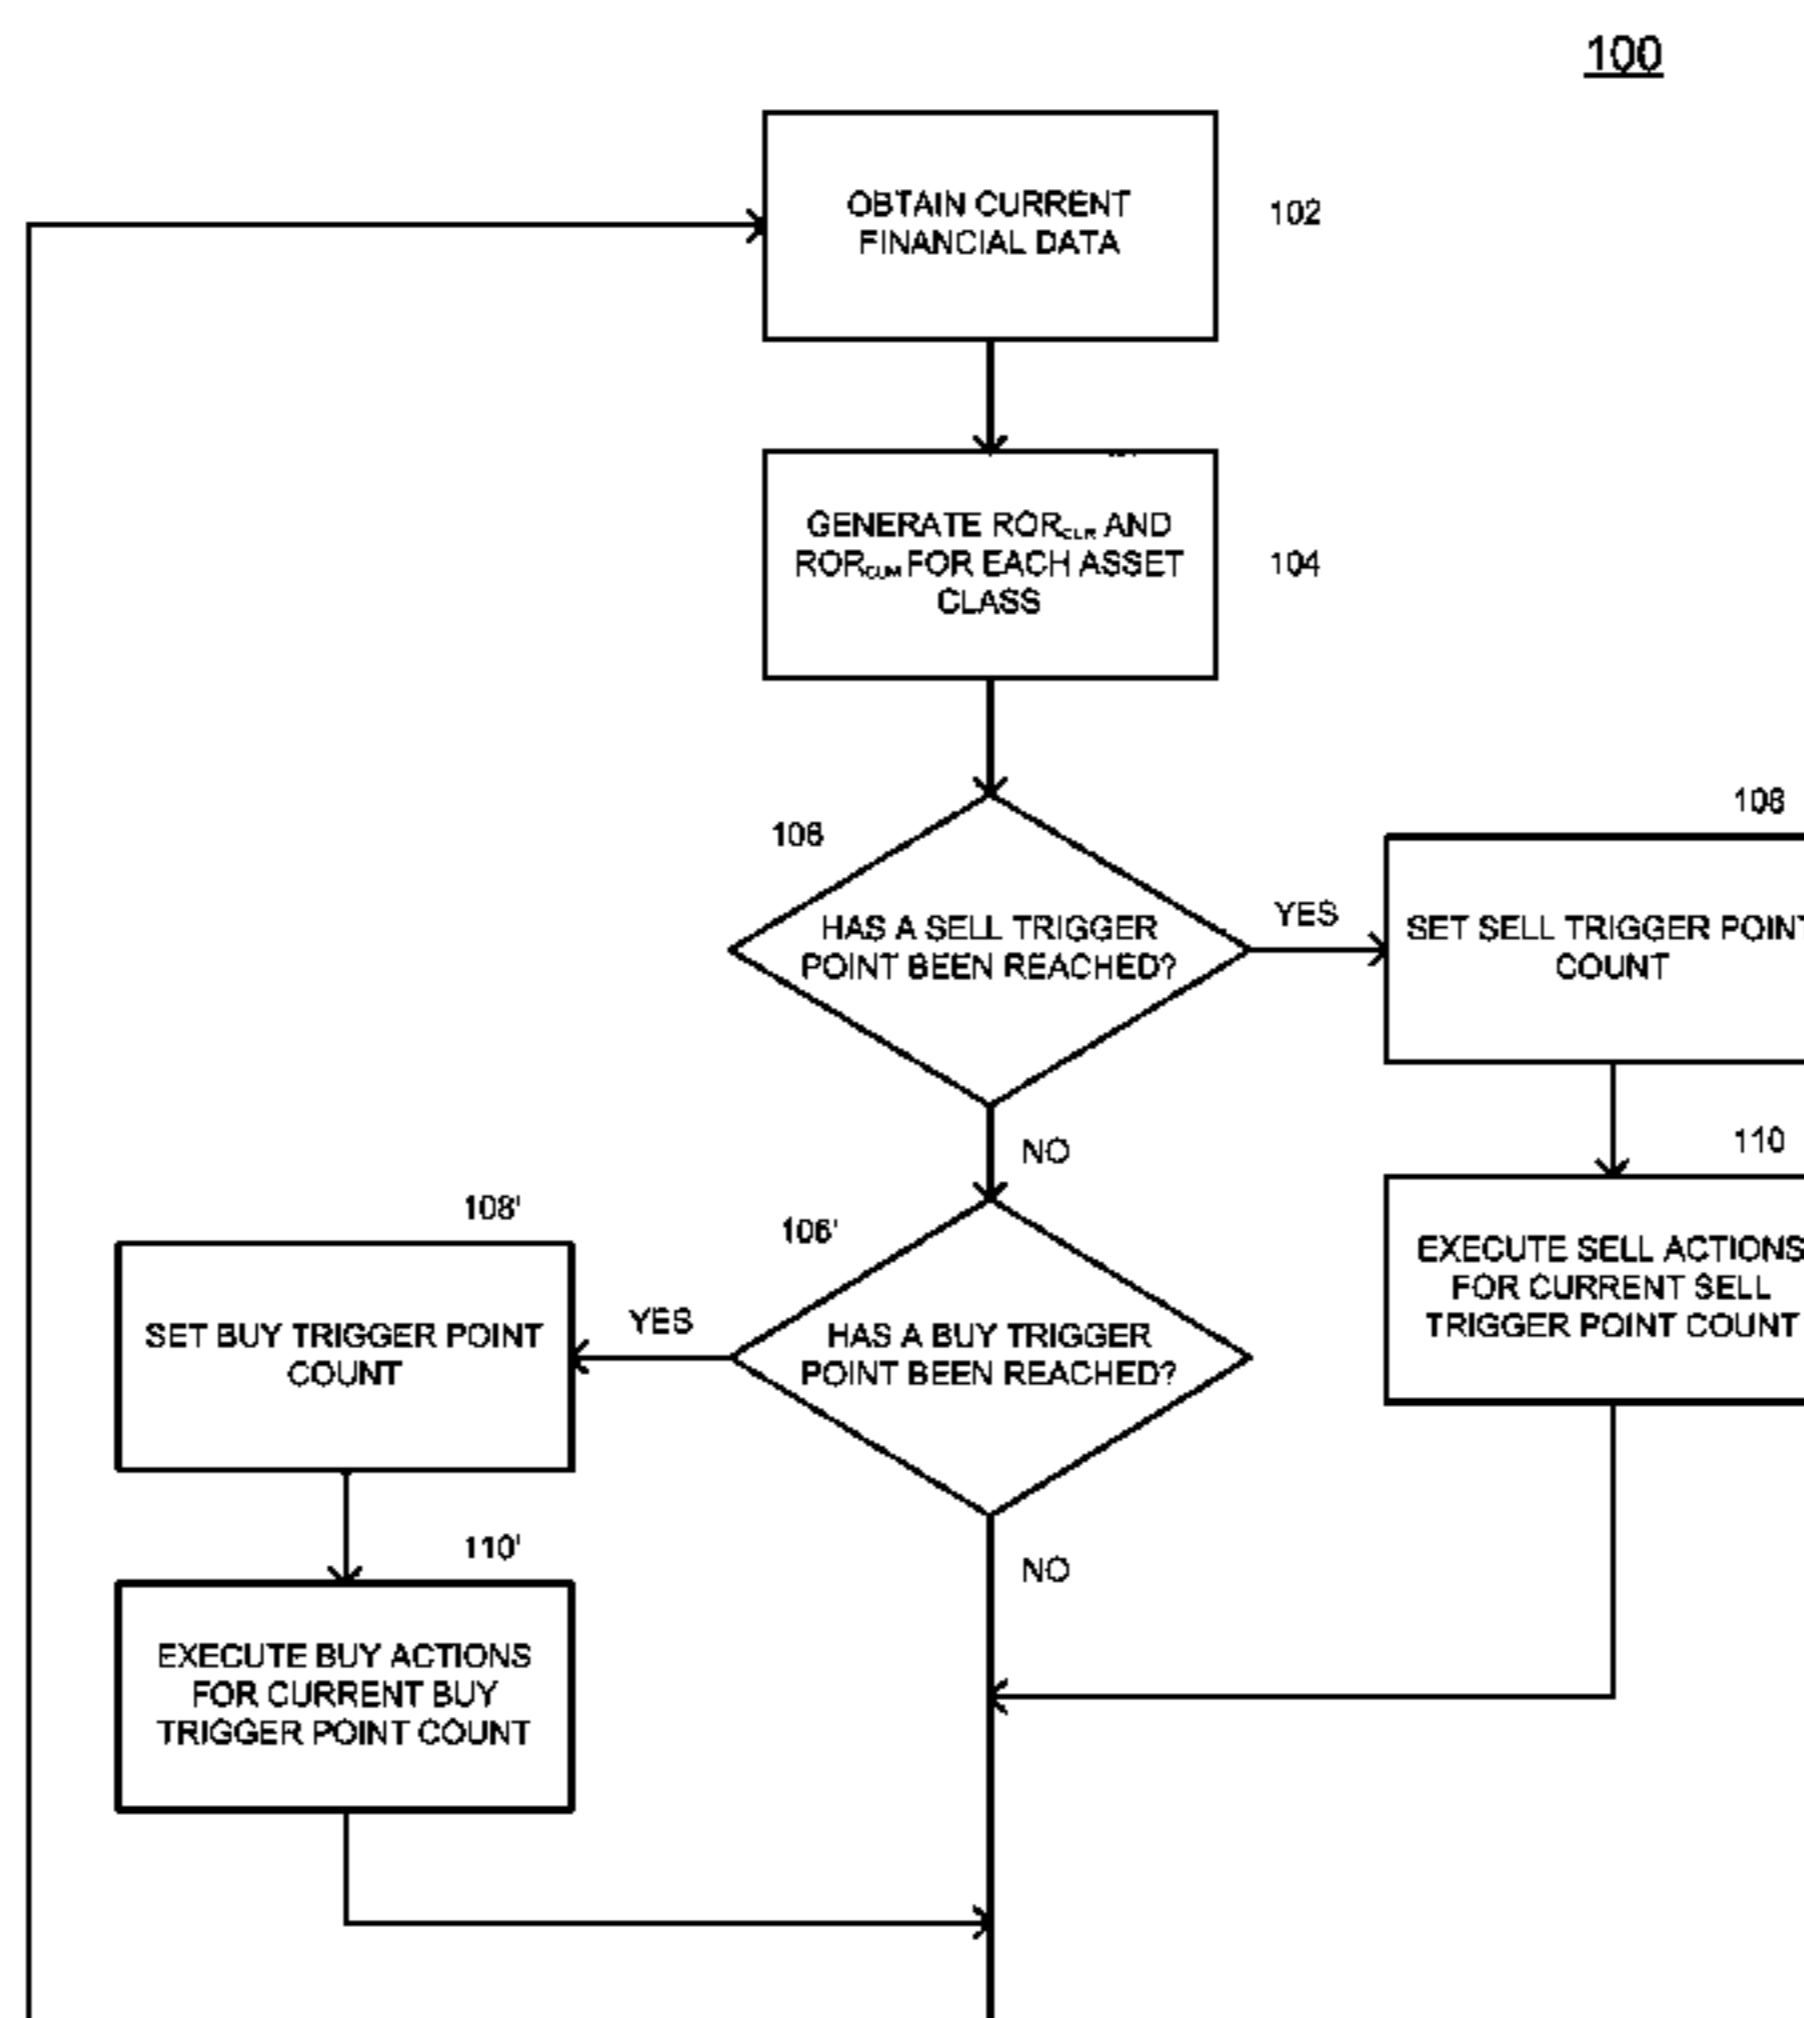 100
OBTAIN CURRENT
FINANCIAL DATA
102
GENERATE ROR_CUR AND
ROR_CUM FOR EACH ASSET
CLASS
104
106
HAS A SELL TRIGGER
POINT BEEN REACHED?
YES
108
SET SELL TRIGGER POINT
COUNT
NO
110
EXECUTE SELL ACTIONS
FOR CURRENT SELL
TRIGGER POINT COUNT
108'
SET BUY TRIGGER POINT
COUNT
YES
106'
HAS A BUY TRIGGER
POINT BEEN REACHED?
NO
110'
EXECUTE BUY ACTIONS
FOR CURRENT BUY
TRIGGER POINT COUNT